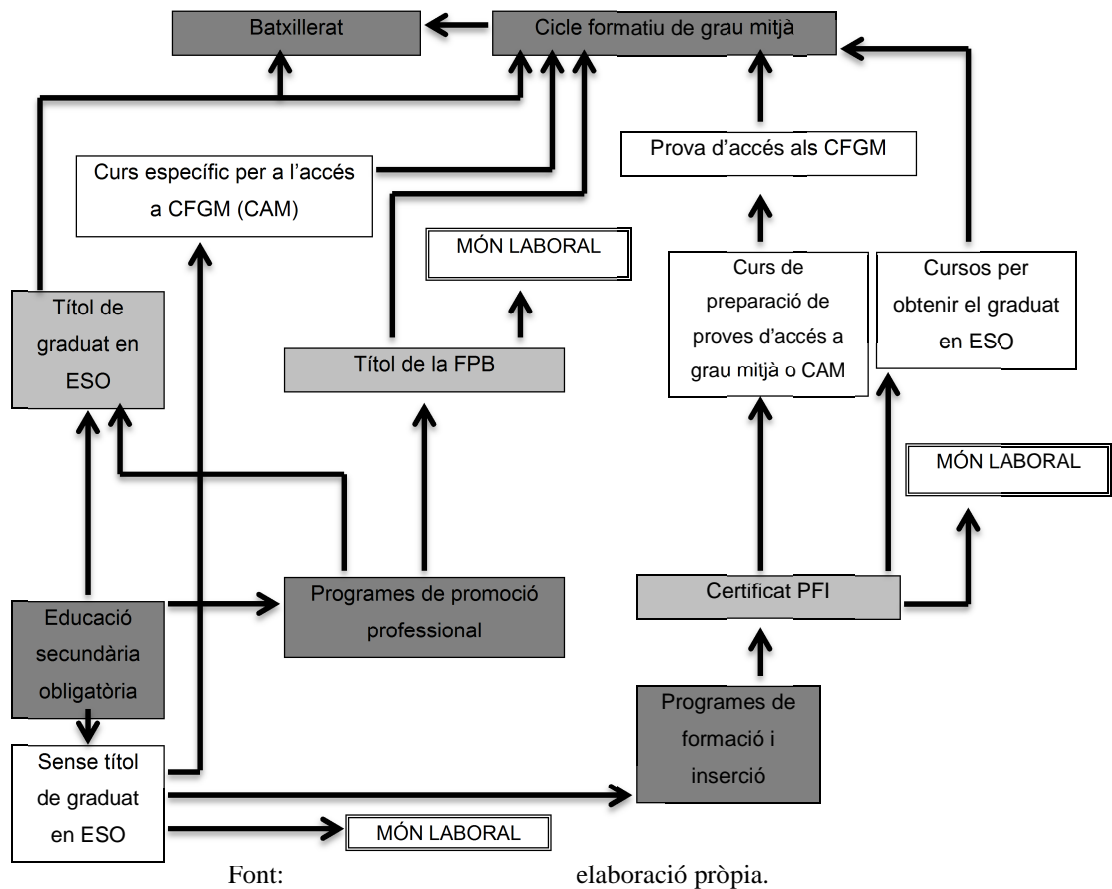 Batxillerat
Cicle formatiu de grau mitjà
Prova d'accés als CFGM
Curs específic per a l'accés
a CFGM (CAM)
MÓN LABORAL
Curs de
preparació de
proves d'accés a
grau mitjà o CAM
Cursos per
obtenir el graduat
en ESO
Títol de
graduat en
ESO
Títol de la FPB
MÓN LABORAL
Certificat PFI
Programes de promoció
professional
Educació
secundària
obligatòria
Programes de
formació i
inserció
Sense títol
de graduat
en ESO
MÓN LABORAL
Font: elaboració pròpia.